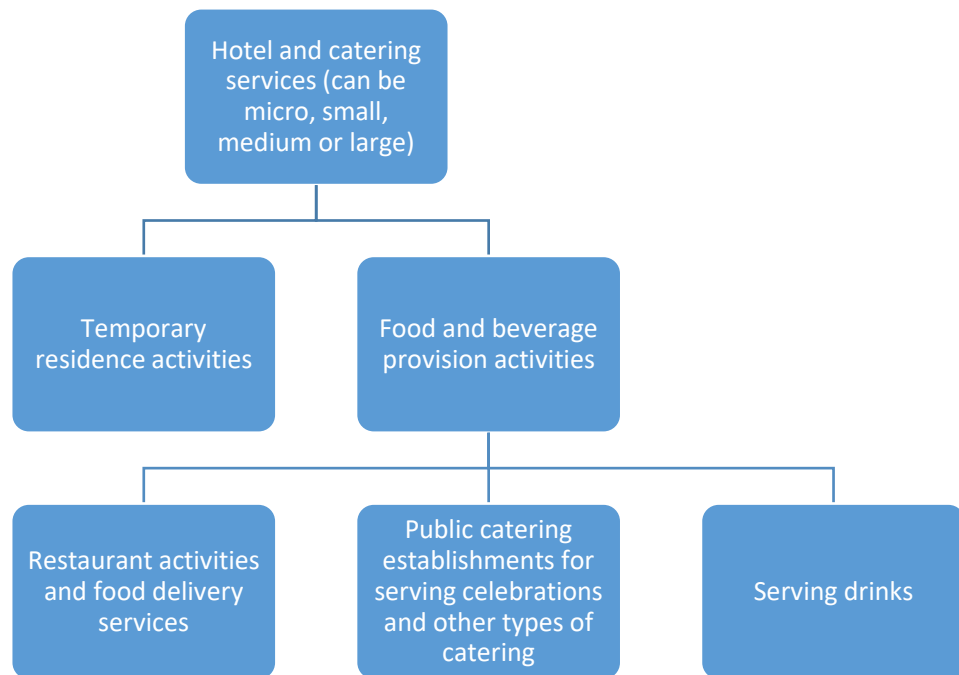 Hotel and catering
services (can be
micro, small,
medium or large)
Temporary
residence activities
Food and beverage
provision activities
Restaurant activities
and food delivery
services
Public catering
establishments for
serving celebrations
and other types of
catering
Serving drinks